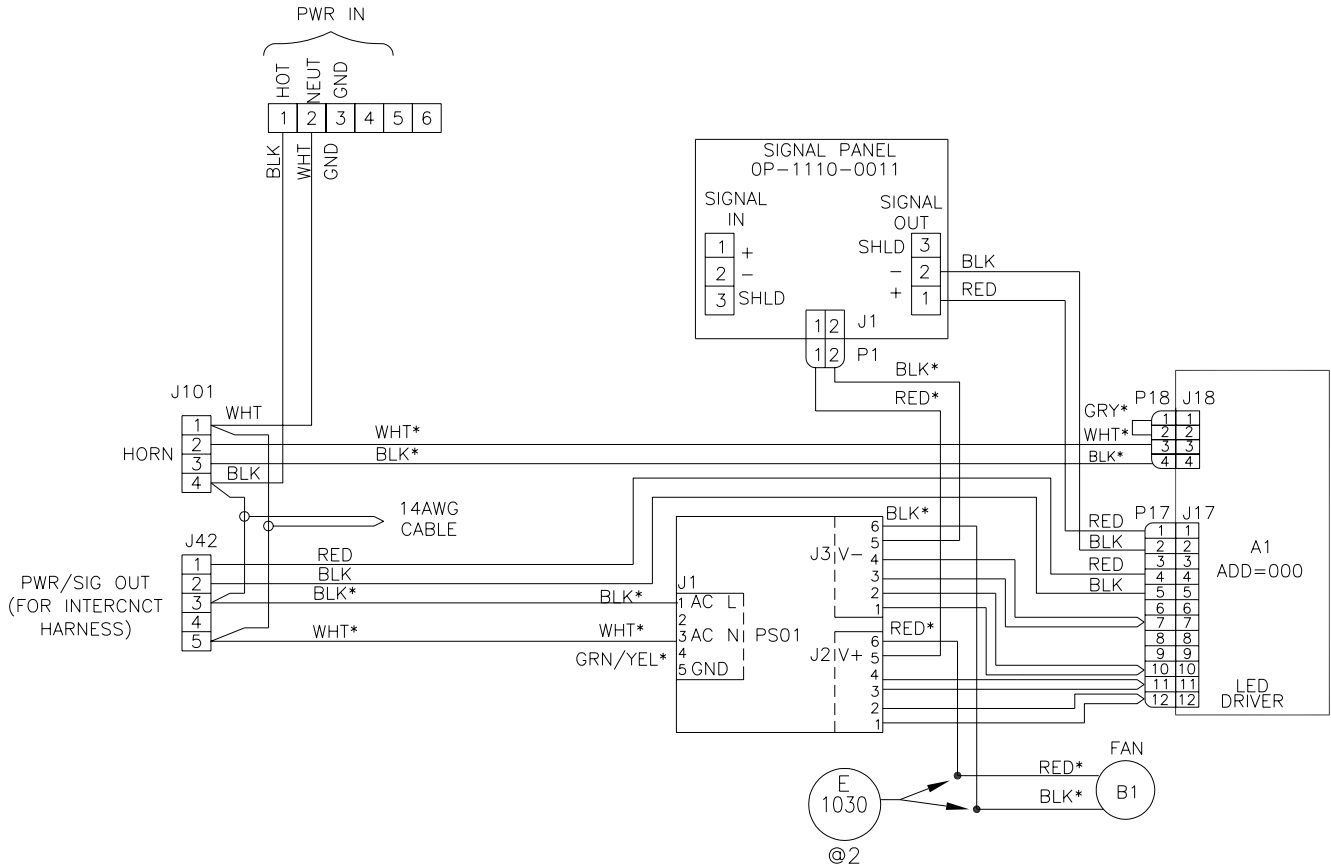 PWR IN
HOT
NEUT
GND
1 2 3 4 5 6
BLK
WHT
GND
SIGNAL PANEL
0P-1110-0011
SIGNAL
IN
1 +
2 -
3 SHLD
SIGNAL
OUT
SHLD 3
- 2
+ 1
BLK
RED
1 2 J1
1 2 P1
BLK*
RED*
J101
1
2
3
4
HORN
WHT
WHT*
BLK*
BLK
14AWG
CABLE
J42
1
2
3
4
5
PWR/SIG OUT
(FOR INTERCNCT
HARNESS)
RED
BLK
BLK*
WHT*
BLK*
WHT*
GRN/YEL*
J1
1 AC L
2
3 AC N
4
5 GND
PS01
J3 V-
6
5
4
3
2
1
BLK*
J2 V+
6
5
4
3
2
1
RED*
P18 J18
GRY*
WHT*
BLK*
1 1
2 2
3 3
4 4
P17 J17
RED
BLK
RED
BLK
1 1
2 2
3 3
4 4
5 5
6 6
7 7
8 8
9 9
10 10
11 11
12 12
A1
ADD=000
LED
DRIVER
E
1030
@2
RED*
BLK*
FAN
B1